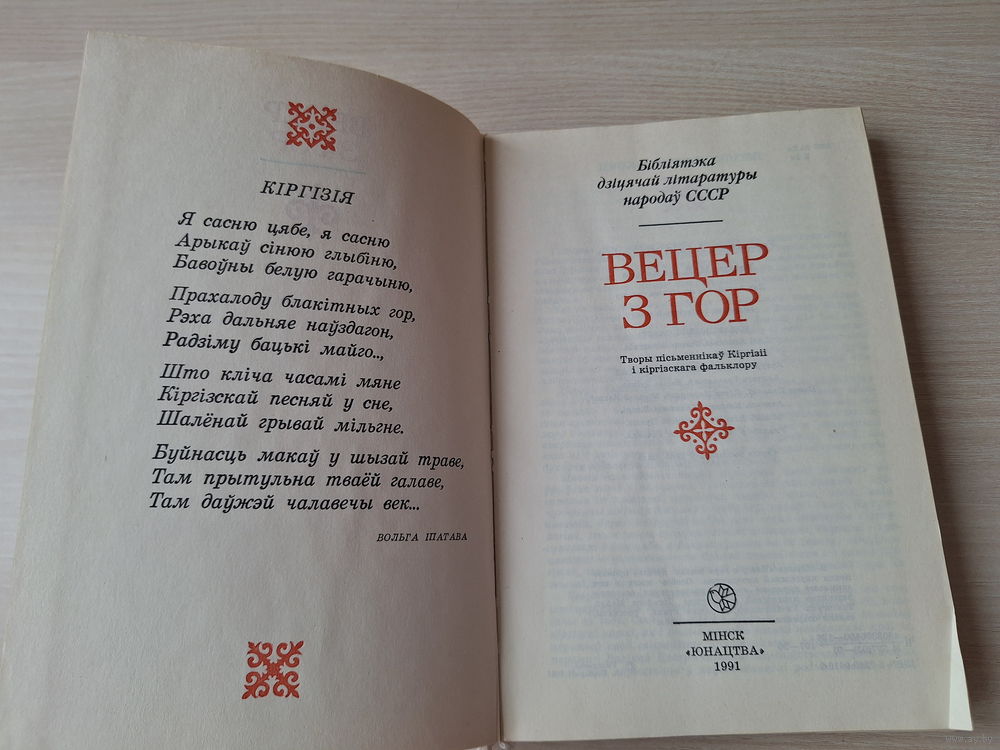 КІРГІЗІЯ
Я сасню цябе, я сасню
Арыкаў сінюю глыбіню,
Бавоўны белую гарачыню,
Прахалоду блакітных гор,
Рэха дальняе наўздагон,
Радзіму бацькі майго..,
Што кліча часамі мяне
Кіргізскай песняй у сне,
Шалёнай грывай мільгне.
Буйнасць макаў у шызай траве,
Там прытульна тваёй галаве,
Там даўжэй чалавечы век...
ВОЛЬГА ІПАТАВА
Бібліятэка
дзіцячай літаратуры
народаў СССР
ВЕЦЕР
З ГОР
Творы пісьменнікаў Кіргізіі
і кіргізскага фальклору
МІНСК
«ЮНАЦТВА»
1991
www.ay.by